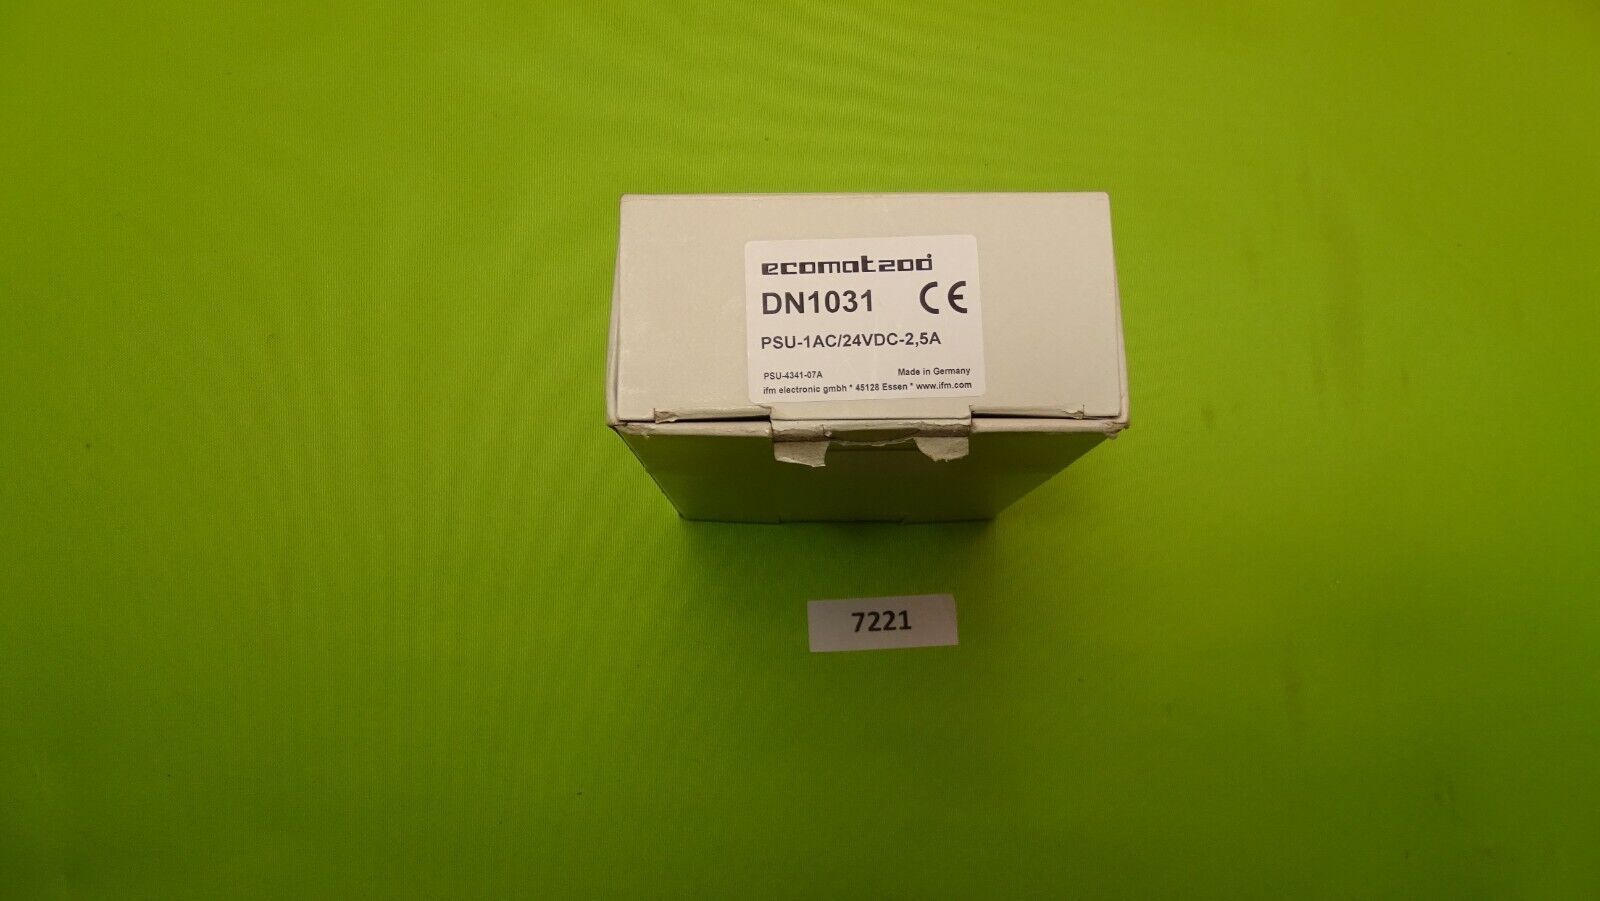 ecomat200
DN1031 CE
PSU-1AC/24VDC-2,5A
PSU-4341-07A Made in Germany
ifm electronic gmbh * 45128 Essen * www.ifm.com
7221